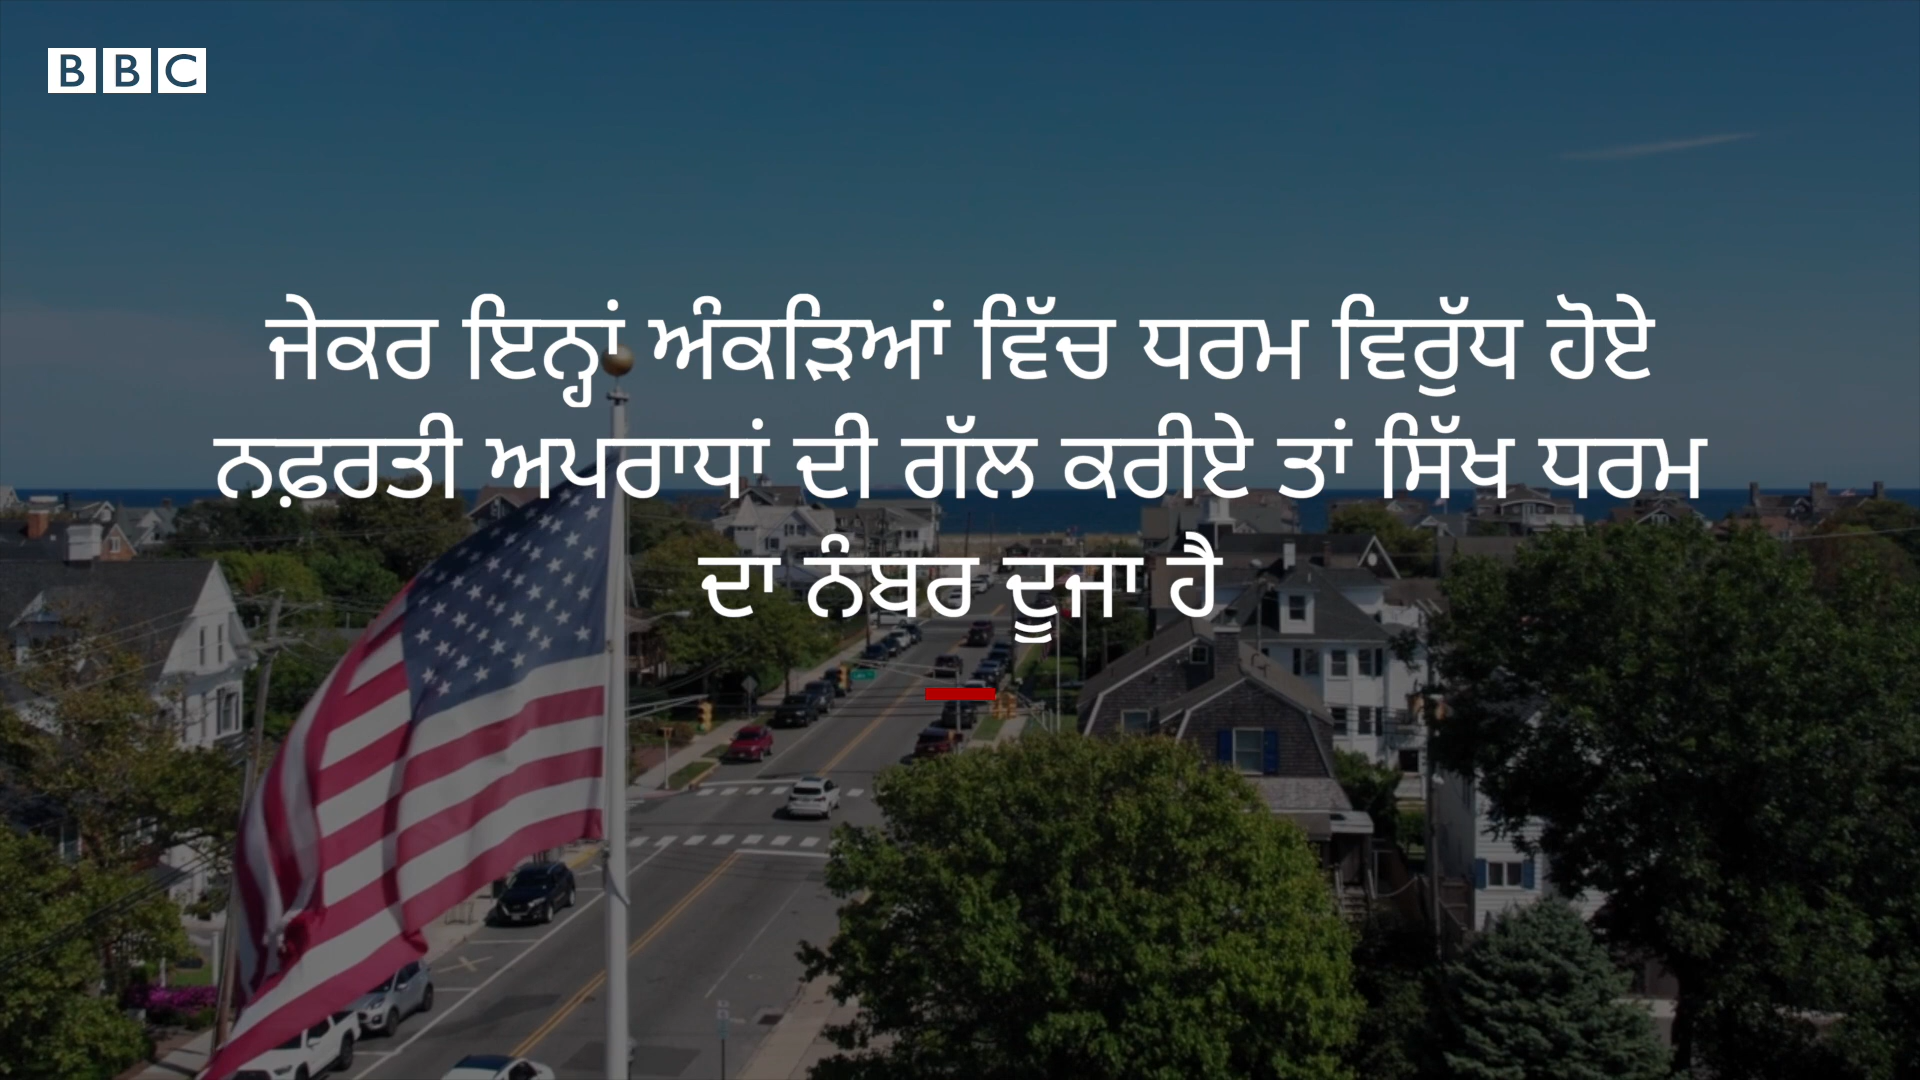 BBC
ਜੇਕਰ ਇਨ੍ਹਾਂ ਅੰਕੜਿਆਂ ਵਿੱਚ ਧਰਮ ਵਿਰੁੱਧ ਹੋਏ
ਨਫ਼ਰਤੀ ਅਪਰਾਧਾਂ ਦੀ ਗੱਲ ਕਰੀਏ ਤਾਂ ਸਿੱਖ ਧਰਮ
ਦਾ ਨੰਬਰ ਦੂਜਾ ਹੈ